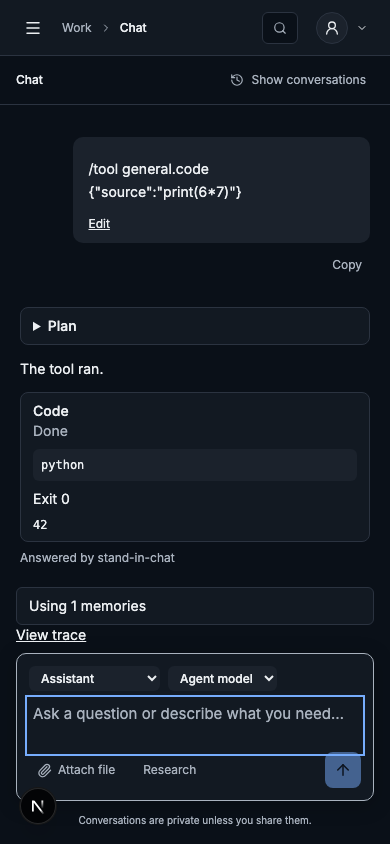 Work > Chat
Chat
Show conversations
/tool general.code
{"source":"print(6*7)"}
Edit
Copy
Plan
The tool ran.
Code
Done
python
Exit 0
42
Answered by stand-in-chat
Using 1 memories
View trace
Assistant
Agent model
Ask a question or describe what you need...
Attach file
Research
N
Conversations are private unless you share them.